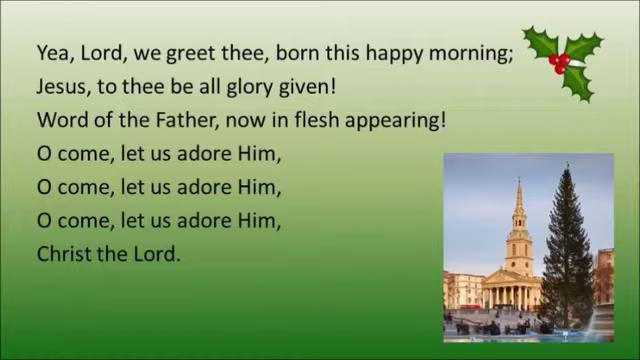 Yea, Lord, we greet thee, born this happy morning;
Jesus, to thee be all glory given!
Word of the Father, now in flesh appearing!
O come, let us adore Him,
O come, let us adore Him,
O come, let us adore Him,
Christ the Lord.